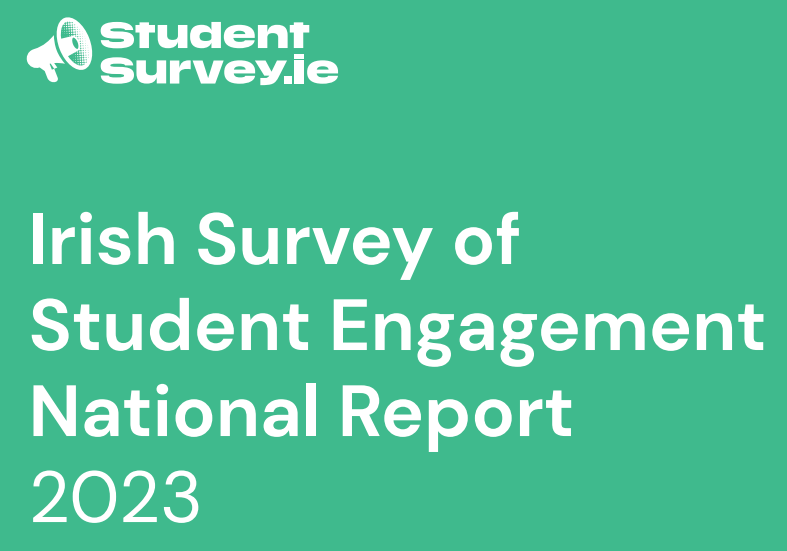 Student
Survey.ie
Irish Survey of
Student Engagement
National Report
2023